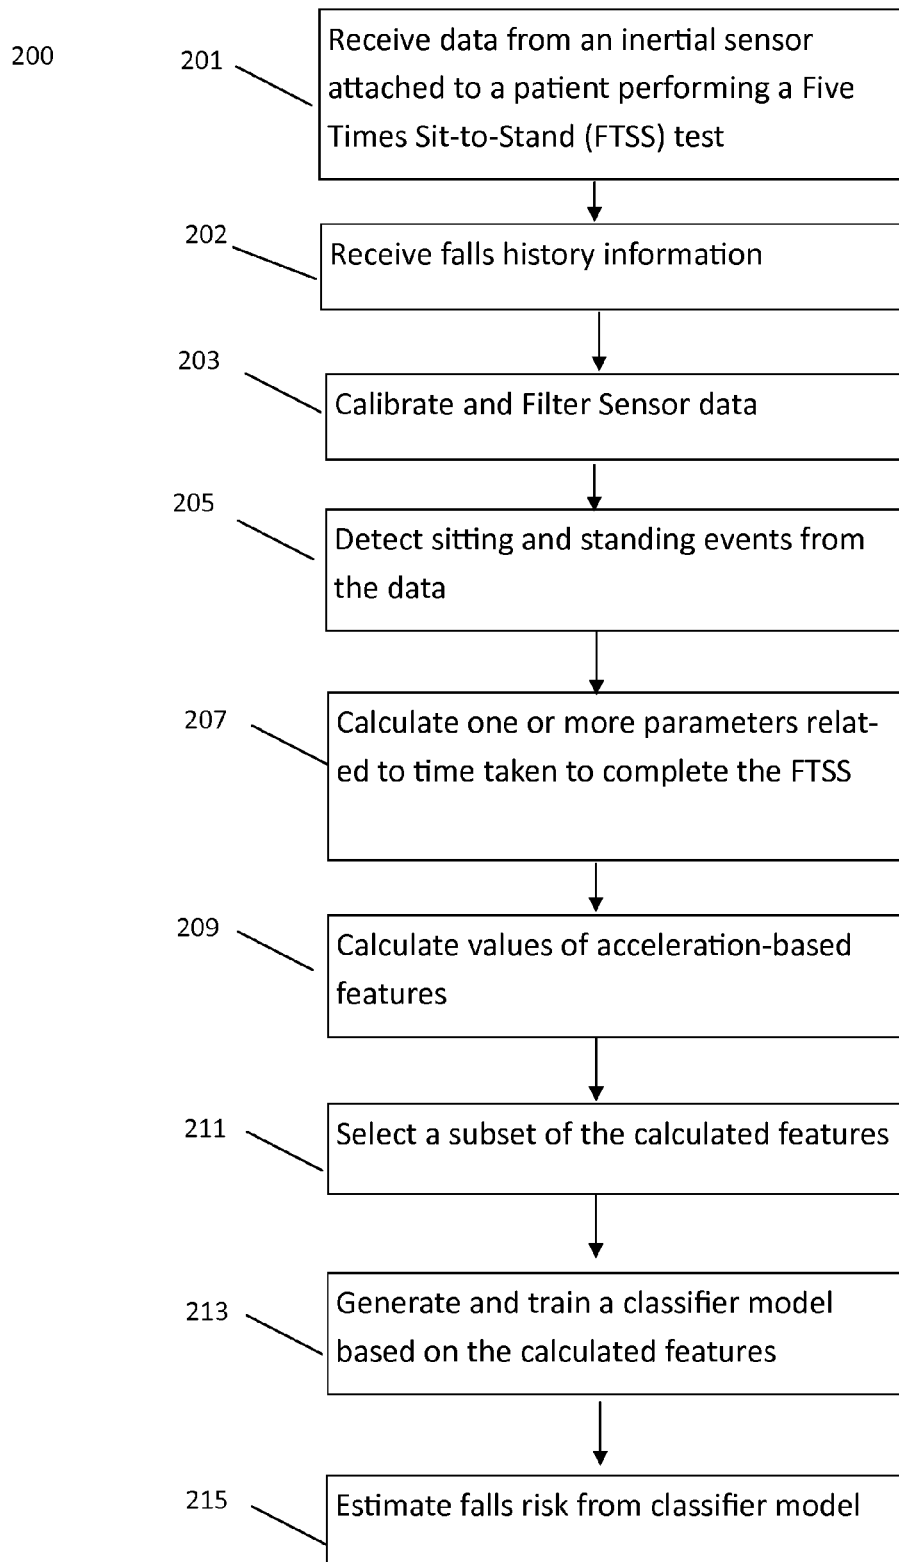 200
201
Receive data from an inertial sensor
attached to a patient performing a Five
Times Sit-to-Stand (FTSS) test
202
Receive falls history information
203
Calibrate and Filter Sensor data
205
Detect sitting and standing events from
the data
207
Calculate one or more parameters relat-
ed to time taken to complete the FTSS
209
Calculate values of acceleration-based
features
211
Select a subset of the calculated features
213
Generate and train a classifier model
based on the calculated features
215
Estimate falls risk from classifier model